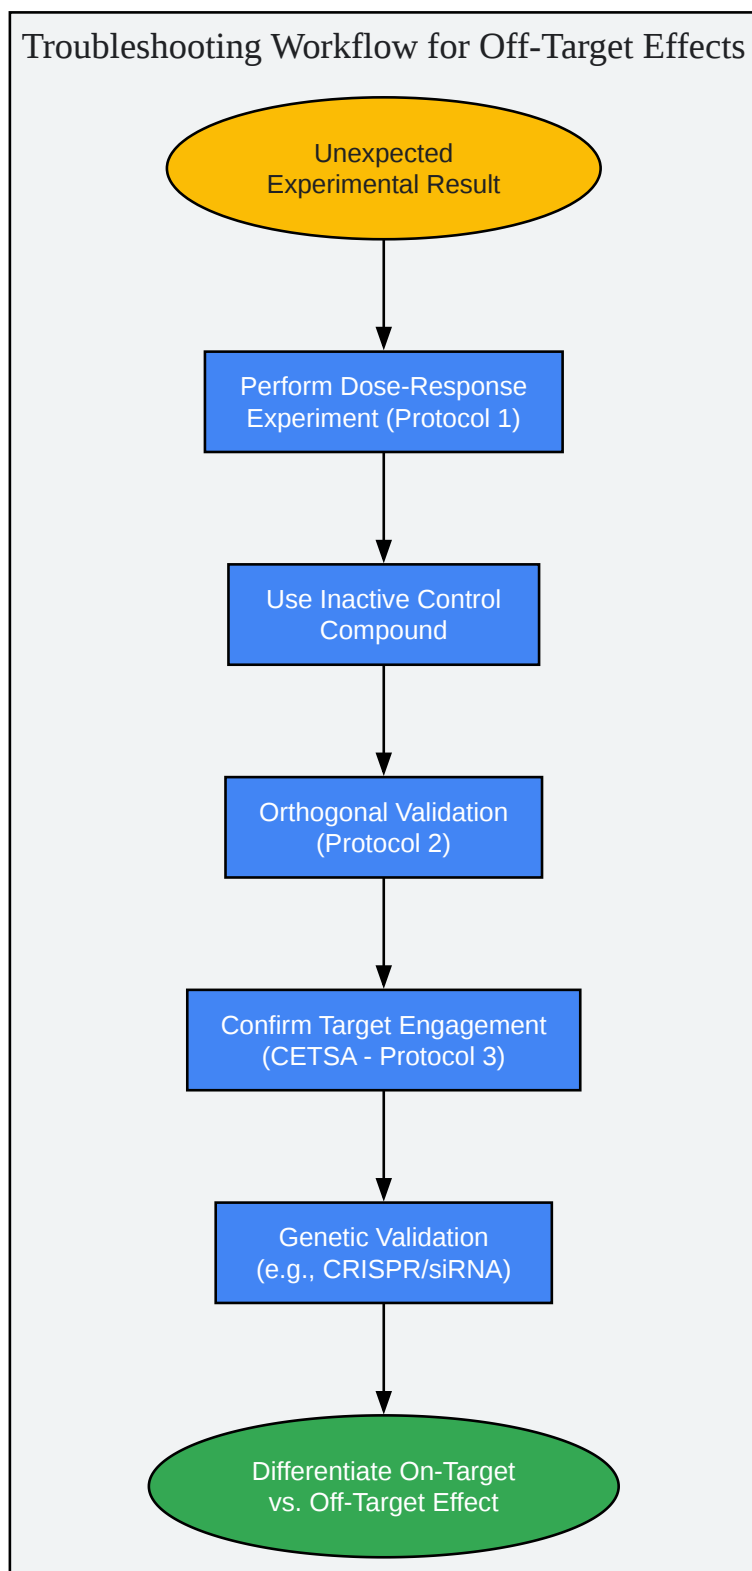 Troubleshooting Workflow for Off-Target Effects
Unexpected
Experimental Result
Perform Dose-Response
Experiment (Protocol 1)
Use Inactive Control
Compound
Orthogonal Validation
(Protocol 2)
Confirm Target Engagement
(CETSA - Protocol 3)
Genetic Validation
(e.g., CRISPR/siRNA)
Differentiate On-Target
vs. Off-Target Effect